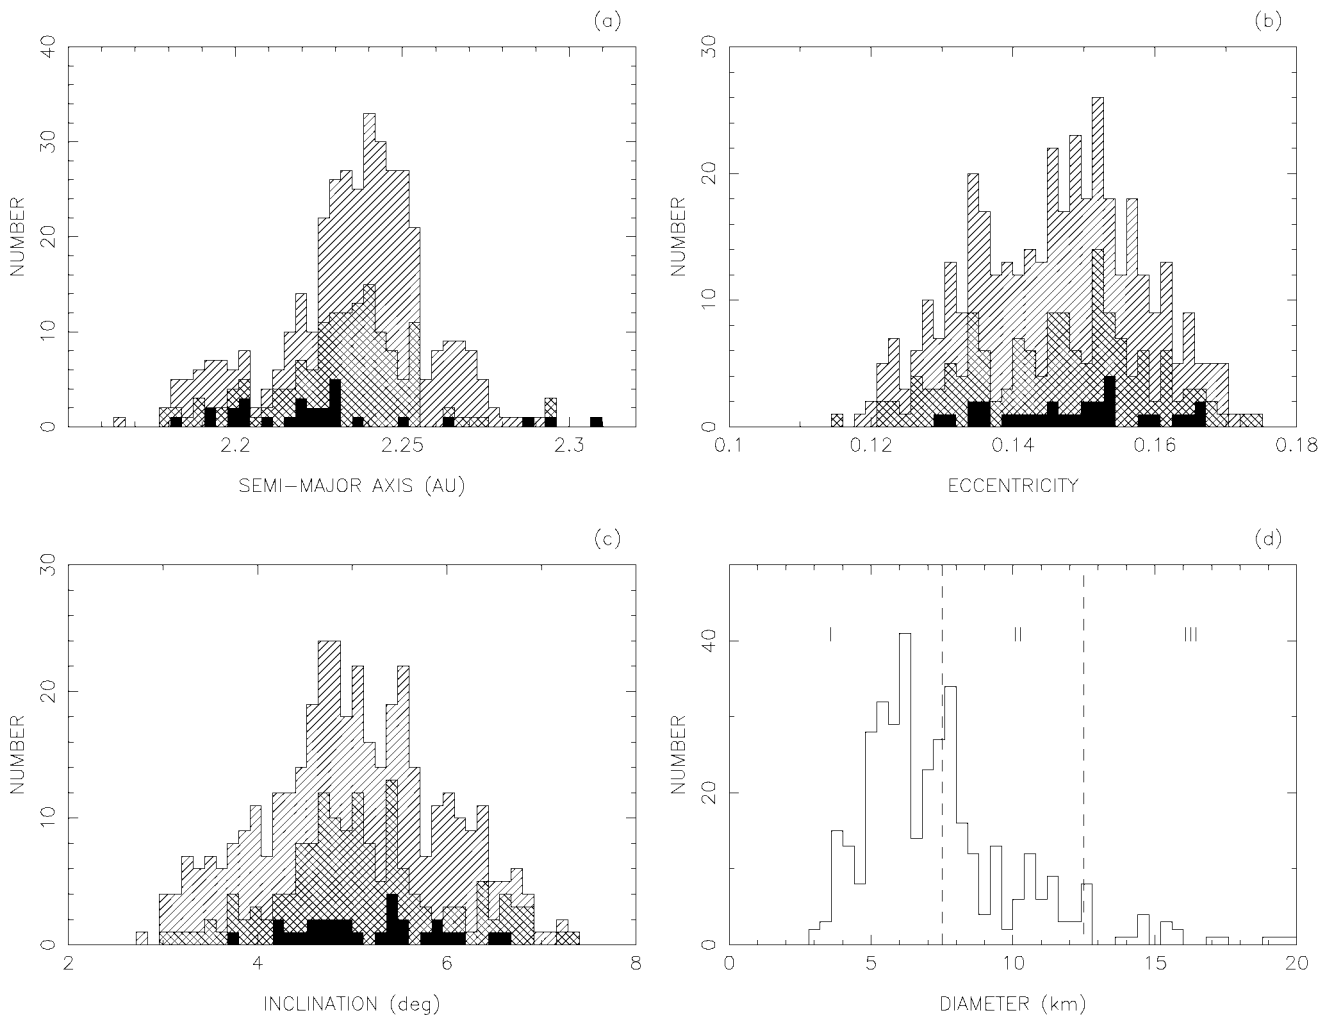 (a)
40
30
20
10
0
NUMBER
2.2 2.25 2.3
SEMI-MAJOR AXIS (AU)
(b)
30
20
10
0
NUMBER
0.1 0.12 0.14 0.16 0.18
ECCENTRICITY
(c)
30
20
10
0
NUMBER
2 4 6 8
INCLINATION (deg)
(d)
I II III
40
20
0
NUMBER
0 5 10 15 20
DIAMETER (km)